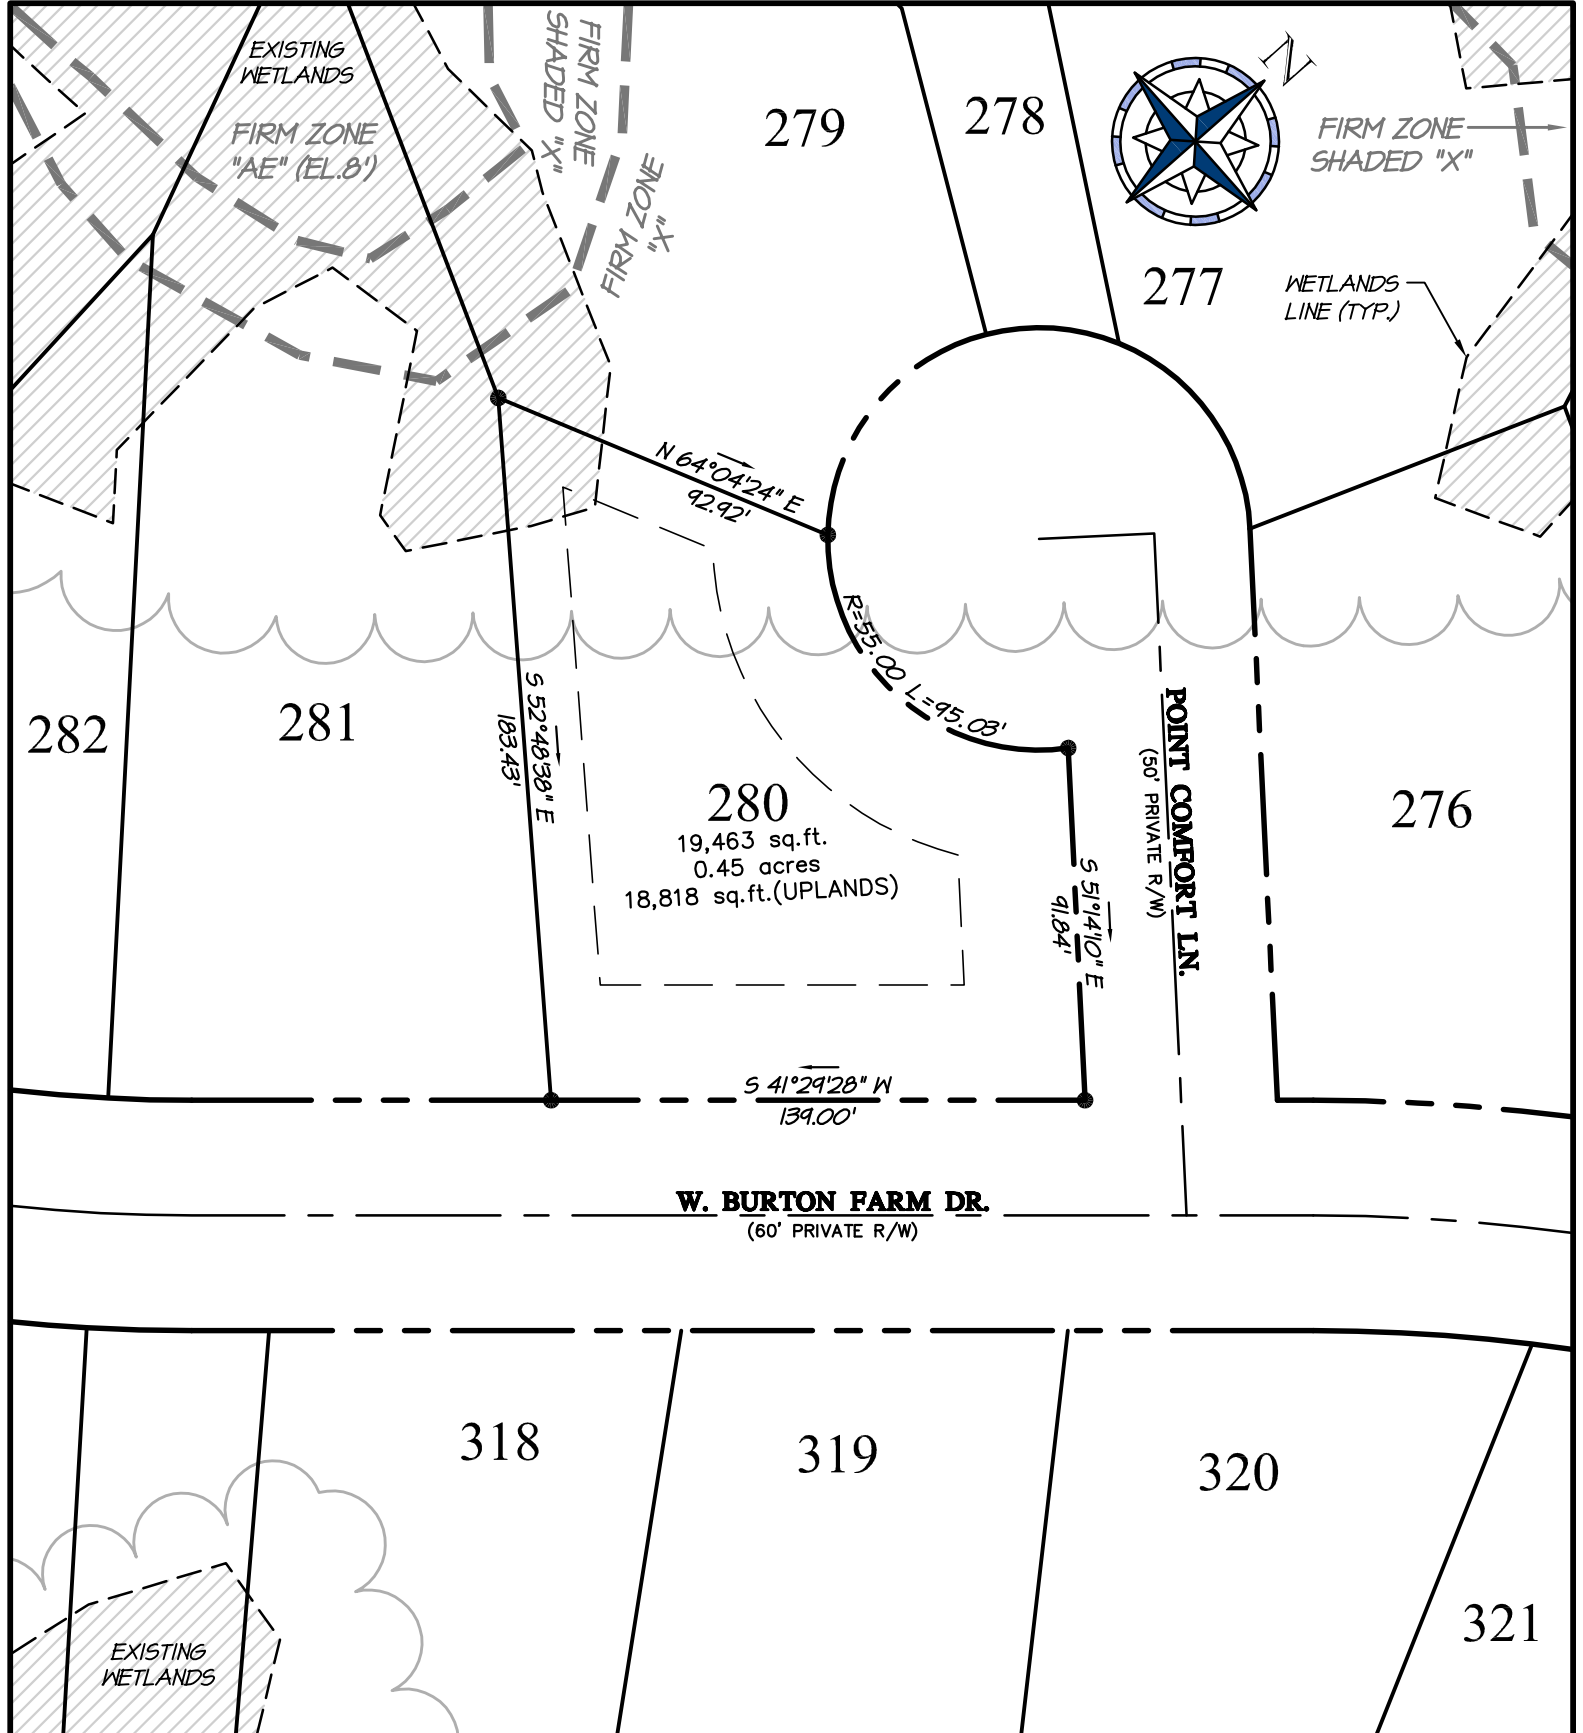 EXISTING
WETLANDS
FIRM ZONE
"AE" (EL.8')
FIRM ZONE
SHADED "X"
FIRM ZONE
"X"
279
278
N
FIRM ZONE
SHADED "X"
277
WETLANDS
LINE (TYP.)
N 64°04'24" E
92.92'
R=55.00 L=95.03'
S 52°48'38" E
183.43'
282
281
280
19,463 sq.ft.
0.45 acres
18,818 sq.ft.(UPLANDS)
S 51°14'10" E
91.84'
POINT COMFORT LN.
(50' PRIVATE R/W)
276
S 41°29'28" W
139.00'
W. BURTON FARM DR.
(60' PRIVATE R/W)
318
319
320
321
EXISTING
WETLANDS